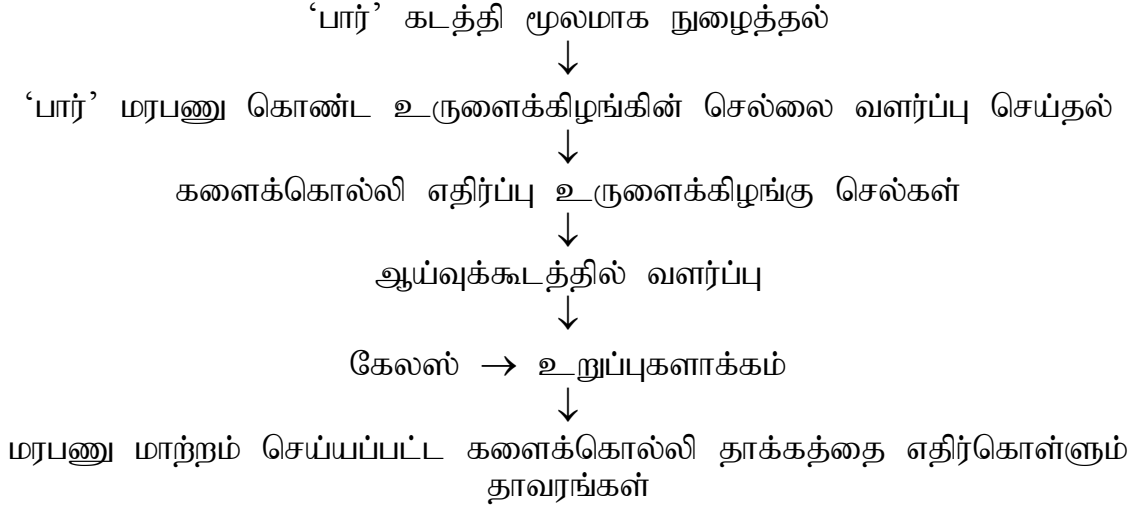 ‘பார்’ கடத்தி மூலமாக நுழைத்தல்
↓
‘பார்’ மரபணு கொண்ட உருளைக்கிழங்கின் செல்லை வளர்ப்பு செய்தல்
↓
களைக்கொல்லி எதிர்ப்பு உருளைக்கிழங்கு செல்கள்
↓
ஆய்வுக்கூடத்தில் வளர்ப்பு
↓
கேலஸ் → உறுப்புகளாக்கம்
↓
மரபணு மாற்றம் செய்யப்பட்ட களைக்கொல்லி தாக்கத்தை எதிர்கொள்ளும்
தாவரங்கள்